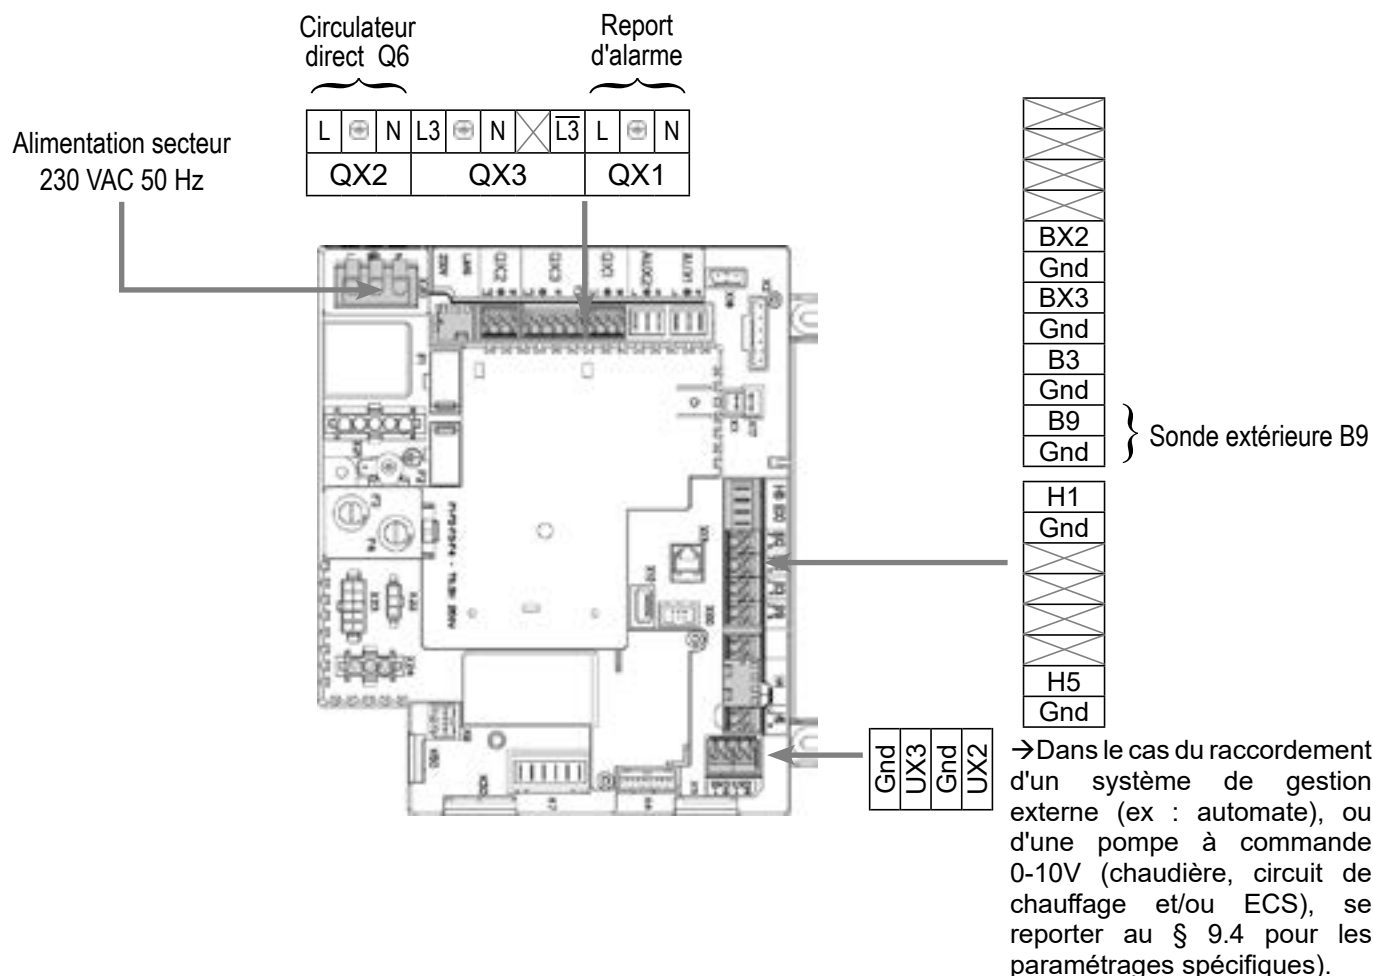 Circulateur
direct Q6
Report
d'alarme
Alimentation secteur
230 VAC 50 Hz
L N L3 N L3 L N
QX2 QX3 QX1
BX2
Gnd
BX3
Gnd
B3
Gnd
B9
Gnd
Sonde extérieure B9
H1
Gnd
H5
Gnd
Gnd
UX3
Gnd
UX2
→Dans le cas du raccordement
d'un système de gestion
externe (ex : automate), ou
d'une pompe à commande
0-10V (chaudière, circuit de
chauffage et/ou ECS), se
reporter au § 9.4 pour les
paramétrages spécifiques).
QX2
QX3
QX1